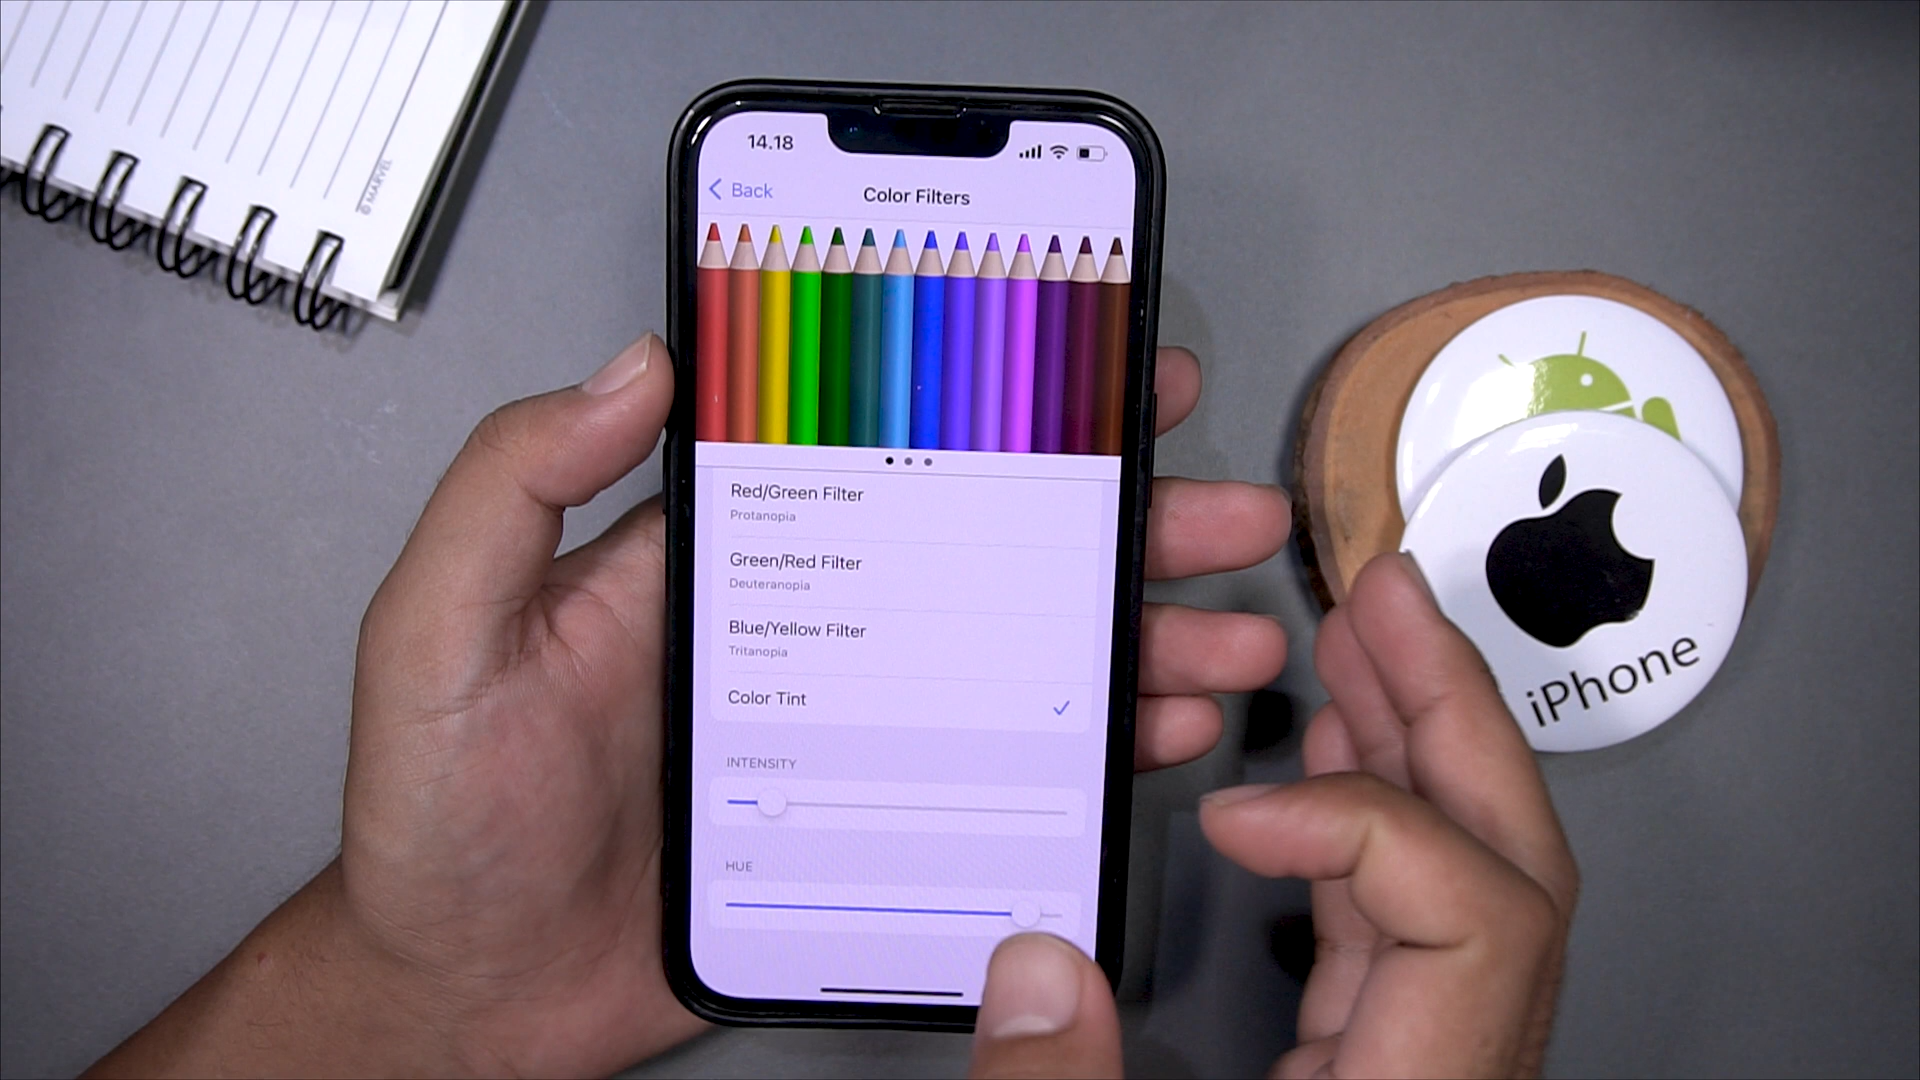 © MARVEL
14.18
Back
Color Filters
Red/Green Filter
Protanopia
Green/Red Filter
Deuteranopia
Blue/Yellow Filter
Tritanopia
Color Tint
INTENSITY
HUE
iPhone